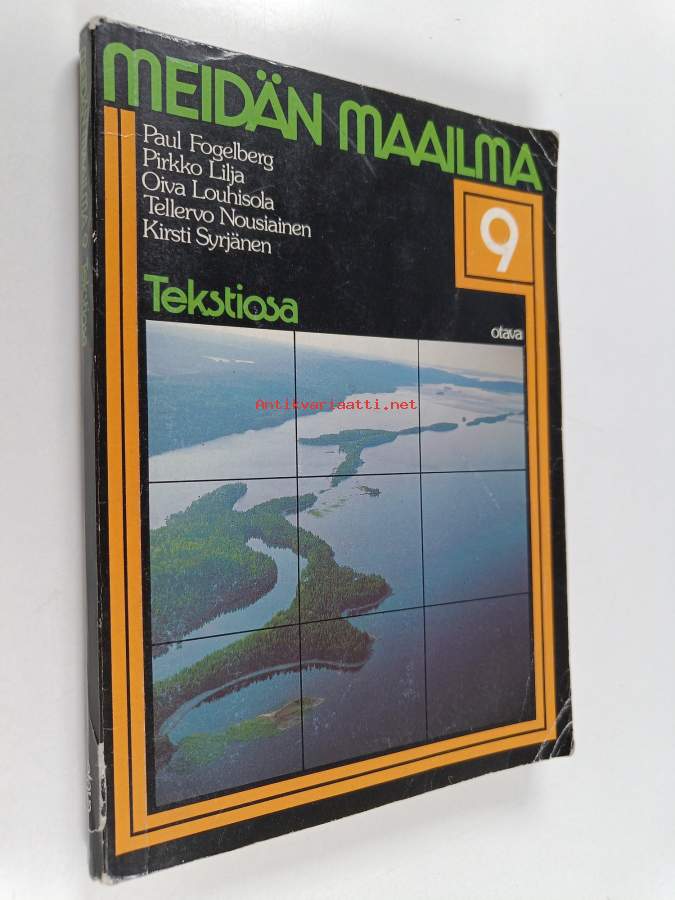 MEIDÄN MAAILMA
Paul Fogelberg
Pirkko Lilja
Oiva Louhisola
Tellervo Nousiainen
Kirsti Syrjänen
9
Tekstiosa
otava
Antikvariaatti.net